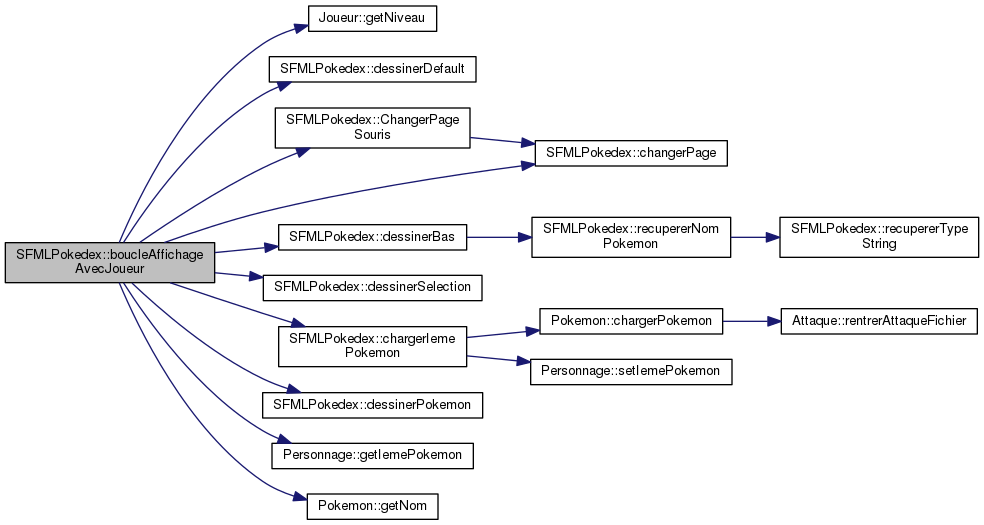 Joueur::getNiveau
SFMLPokedex::dessinerDefault
SFMLPokedex::ChangerPage
Souris
SFMLPokedex::changerPage
SFMLPokedex::boucleAffichage
AvecJoueur
SFMLPokedex::dessinerBas
SFMLPokedex::recupererNom
Pokemon
SFMLPokedex::recupererType
String
SFMLPokedex::dessinerSelection
SFMLPokedex::chargerIeme
Pokemon
Pokemon::chargerPokemon
Attaque::rentrerAttaqueFichier
Personnage::setIemePokemon
SFMLPokedex::dessinerPokemon
Personnage::getIemePokemon
Pokemon::getNom